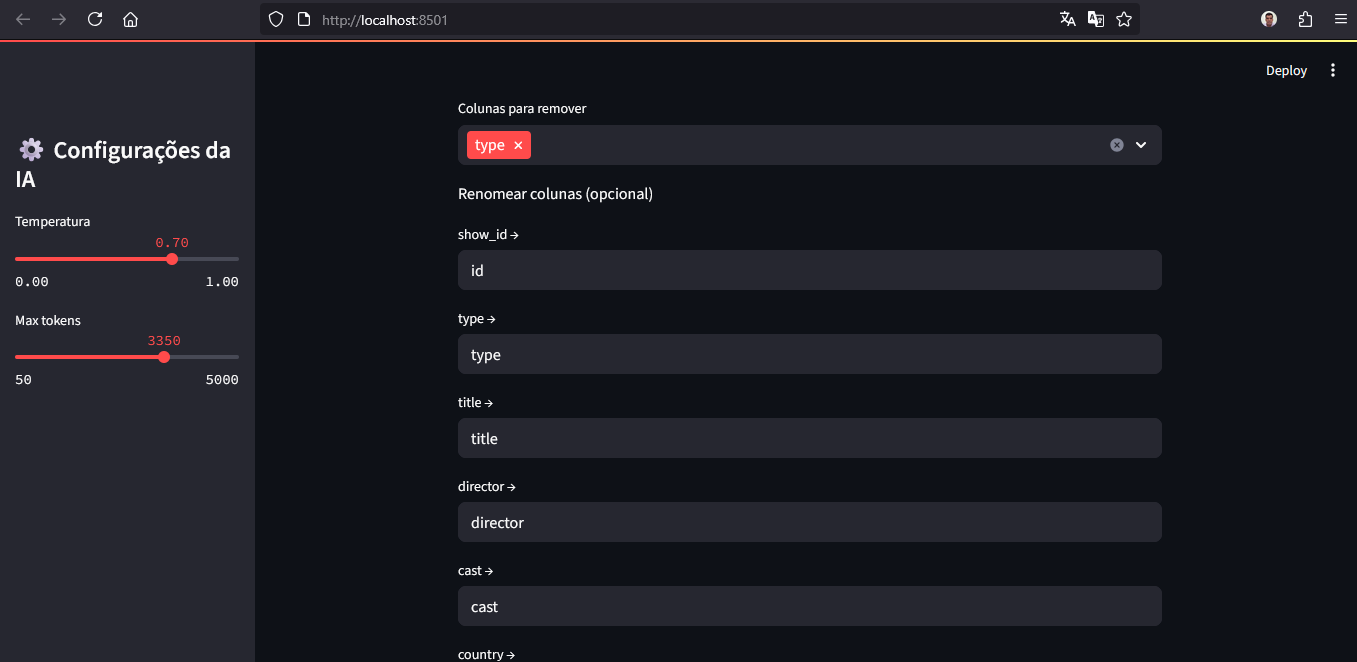 http://localhost:8501
Deploy
Configurações da
IA
Temperatura
0.70
0.00 1.00
Max tokens
3350
50 5000
Colunas para remover
type
Renomear colunas (opcional)
show_id →
id
type →
type
title →
title
director →
director
cast →
cast
country →